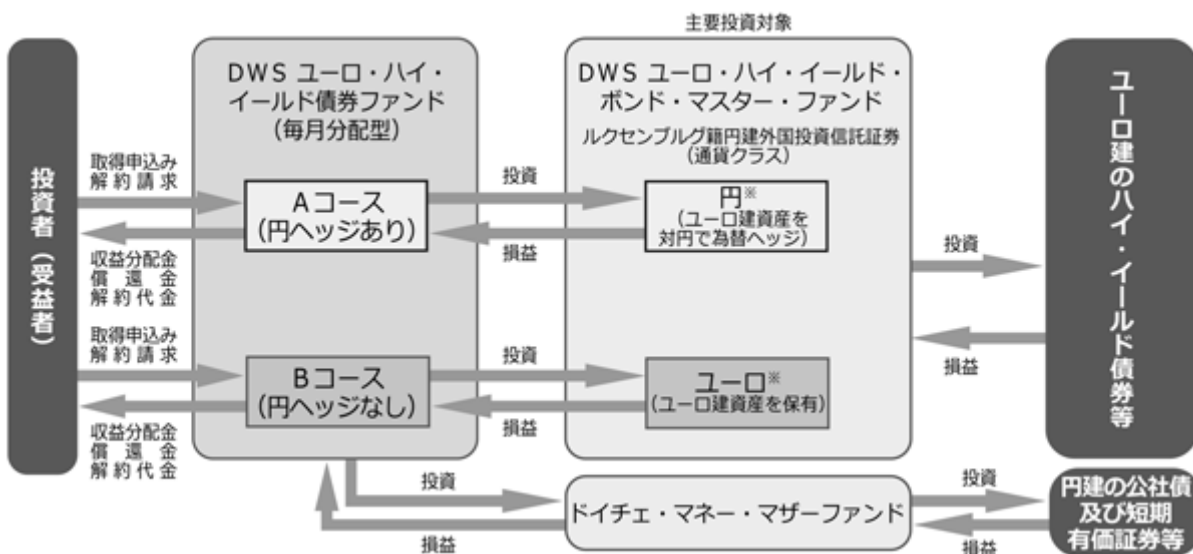 主要投資対象
投資者（受益者）
取得申込み
解約請求
収益分配金
償還金
解約代金
取得申込み
解約請求
収益分配金
償還金
解約代金
DWS ユーロ・ハイ・
イールド債券ファンド
（毎月分配型）
Aコース
（円ヘッジあり）
Bコース
（円ヘッジなし）
投資
損益
投資
損益
DWS ユーロ・ハイ・イールド・
ボンド・マスター・ファンド
ルクセンブルグ籍円建外国投資信託証券
（通貨クラス）
円※
（ユーロ建資産を
対円で為替ヘッジ）
ユーロ※
（ユーロ建資産を保有）
投資
損益
ユーロ建のハイ・イールド債券等
投資
損益
ドイチェ・マネー・マザーファンド
投資
損益
円建の公社債
及び短期
有価証券等